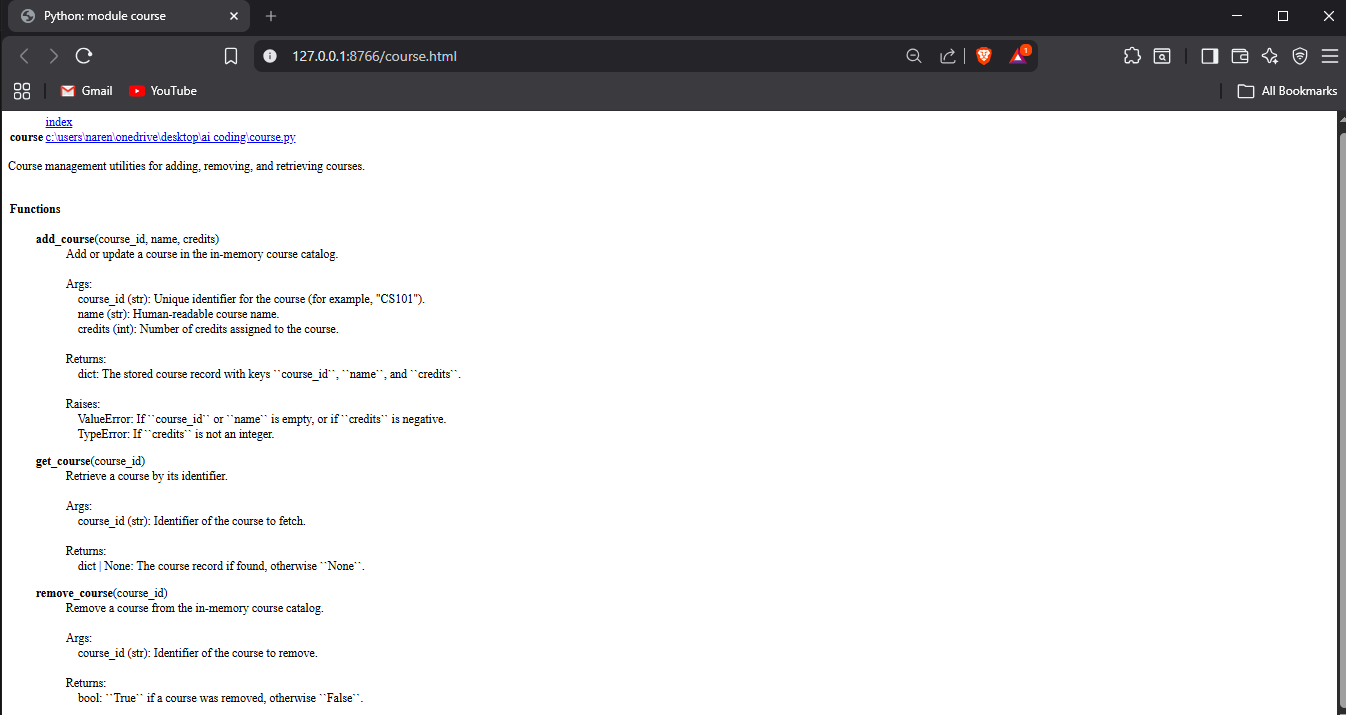 Python: module course
127.0.0.1:8766/course.html
1
Gmail
YouTube
All Bookmarks
index
course c:\users\naren\onedrive\desktop\ai coding\course.py
Course management utilities for adding, removing, and retrieving courses.
Functions
add_course(course_id, name, credits)
Add or update a course in the in-memory course catalog.
Args:
course_id (str): Unique identifier for the course (for example, "CS101").
name (str): Human-readable course name.
credits (int): Number of credits assigned to the course.
Returns:
dict: The stored course record with keys ``course_id``, ``name``, and ``credits``.
Raises:
ValueError: If ``course_id`` or ``name`` is empty, or if ``credits`` is negative.
TypeError: If ``credits`` is not an integer.
get_course(course_id)
Retrieve a course by its identifier.
Args:
course_id (str): Identifier of the course to fetch.
Returns:
dict | None: The course record if found, otherwise ``None``.
remove_course(course_id)
Remove a course from the in-memory course catalog.
Args:
course_id (str): Identifier of the course to remove.
Returns:
bool: ``True`` if a course was removed, otherwise ``False``.